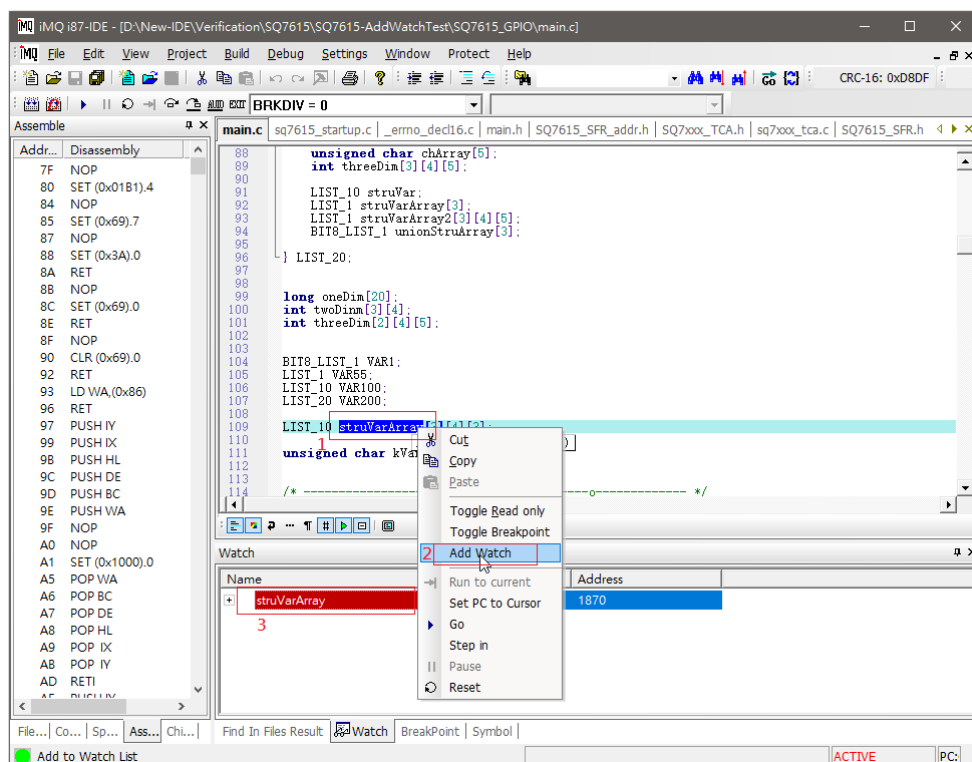 iMQ i87-IDE - [D:\New-IDE\Verification\SQ7615\SQ7615-AddWatchTest\SQ7615_GPIO\main.c]
File Edit View Project Build Debug Settings Window Protect Help
CRC-16: 0xD8DF
BRKDIV = 0
Assemble
main.c sq7615_startup.c _errno_decl16.c main.h SQ7615_SFR_addr.h SQ7xxx_TCA.h sq7xxx_tca.c SQ7615_SFR.h
Addr... Disassembly
7F NOP
80 SET (0x01B1).4
84 NOP
85 SET (0x69).7
87 NOP
88 SET (0x3A).0
8A RET
8B NOP
8C SET (0x69).0
8E RET
8F NOP
90 CLR (0x69).0
92 RET
93 LD WA,(0x86)
96 RET
97 PUSH IY
99 PUSH IX
9B PUSH HL
9C PUSH DE
9D PUSH BC
9E PUSH WA
9F NOP
A0 NOP
A1 SET (0x1000).0
A5 POP WA
A6 POP BC
A7 POP DE
A8 POP HL
A9 POP IX
AB POP IY
AD RETI
AF PUSH IY
88 unsigned char chArray[5];
89 int threeDim[3][4][5];
90
91 LIST_10 struVar;
92 LIST_1 struVarArray[3];
93 LIST_1 struVarArray2[3][4][5];
94 BIT8_LIST_1 unionStruArray[3];
95
96 } LIST_20;
97
98
99 long oneDim[20];
100 int twoDinm[3][4];
101 int threeDim[2][4][5];
102
103
104 BIT8_LIST_1 VAR1;
105 LIST_1 VAR55;
106 LIST_10 VAR100;
107 LIST_20 VAR200;
108
109 LIST_10 struVarArray[3][4][3];
110
1
111 unsigned char kVa
112
113
114 /* ------------------o------------- */
Cut
Copy
Paste
Toggle Read only
Toggle Breakpoint
2 Add Watch
Run to current
Set PC to Cursor
Go
Step in
Pause
Reset
Watch
Name Address
struVarArray 1870
3
File... Co... Sp... Ass... Chi...
Find In Files Result Watch BreakPoint Symbol
Add to Watch List ACTIVE PC: